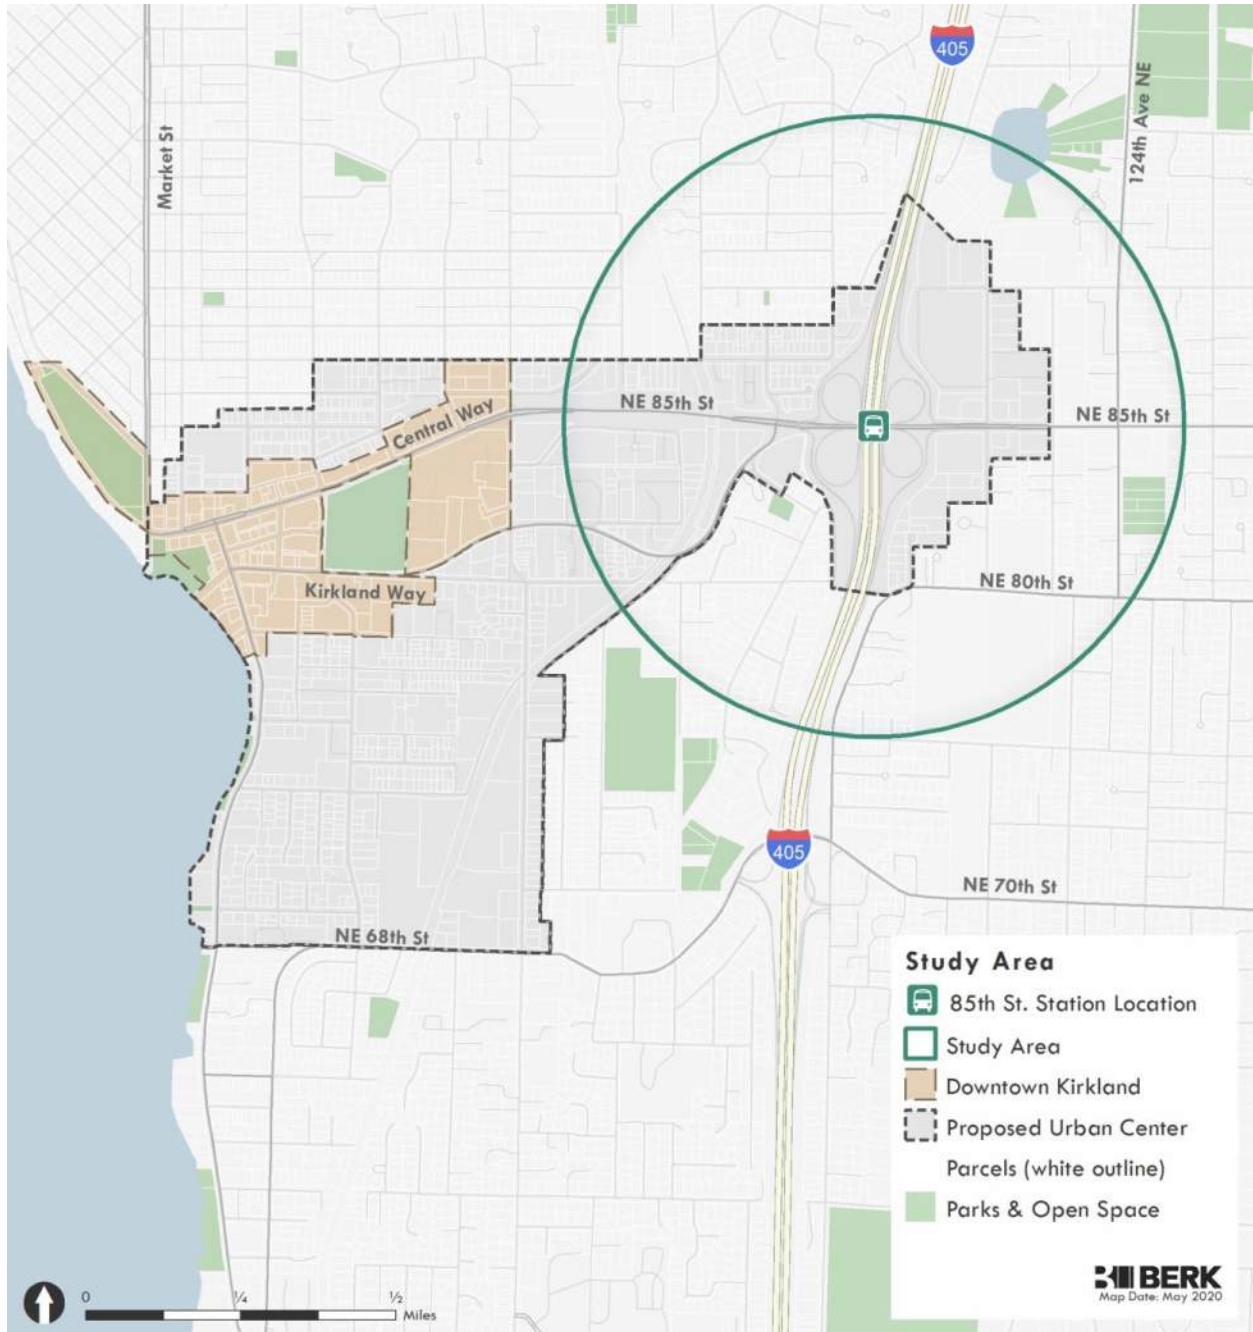 405
Market St
124th Ave NE
NE 85th St
NE 85th St
Central Way
Kirkland Way
NE 80th St
405
NE 70th St
NE 68th St
Study Area
85th St. Station Location
Study Area
Downtown Kirkland
Proposed Urban Center
Parcels (white outline)
Parks & Open Space
BERK
Map Date: May 2020
0 ¼ ½
Miles